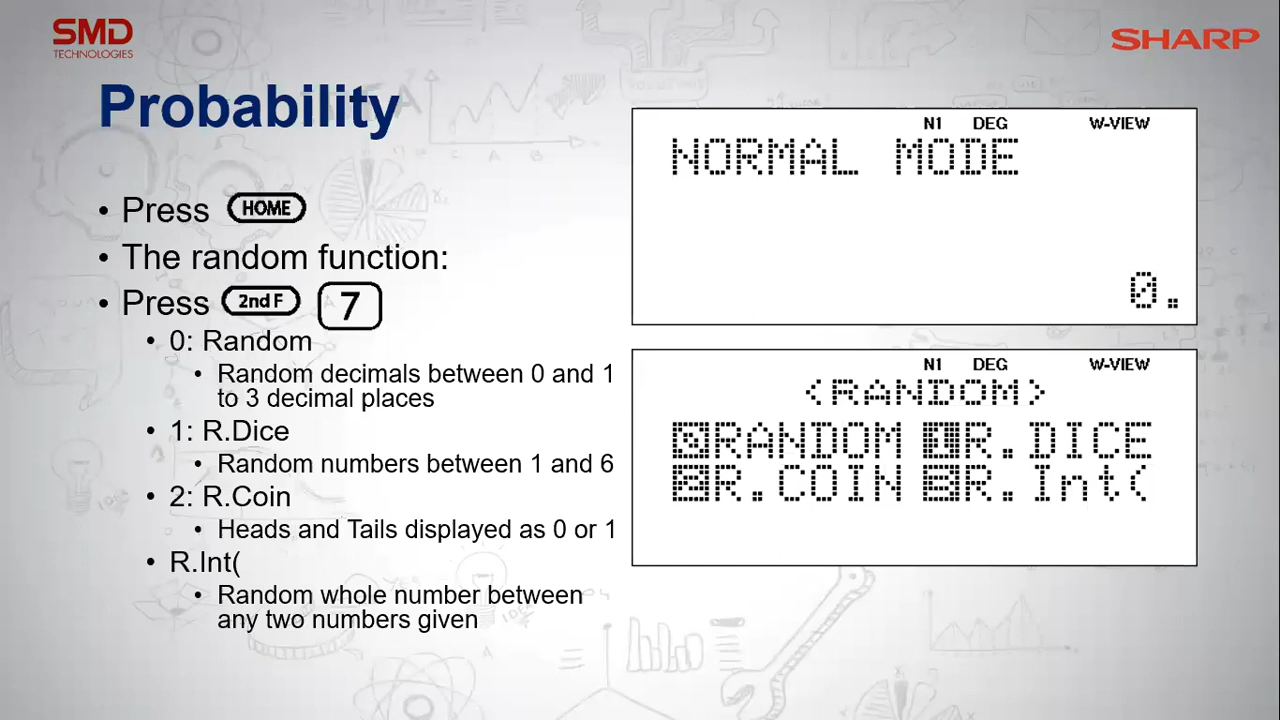 SMD
TECHNOLOGIES
SHARP
Probability
• Press HOME
• The random function:
• Press 2nd F 7
• 0: Random
• Random decimals between 0 and 1
to 3 decimal places
• 1: R.Dice
• Random numbers between 1 and 6
• 2: R.Coin
• Heads and Tails displayed as 0 or 1
• R.Int(
• Random whole number between
any two numbers given
N1 DEG W-VIEW
NORMAL MODE
0.
N1 DEG W-VIEW
<RANDOM>
0RANDOM 1R.DICE
2R.COIN 3R.Int(